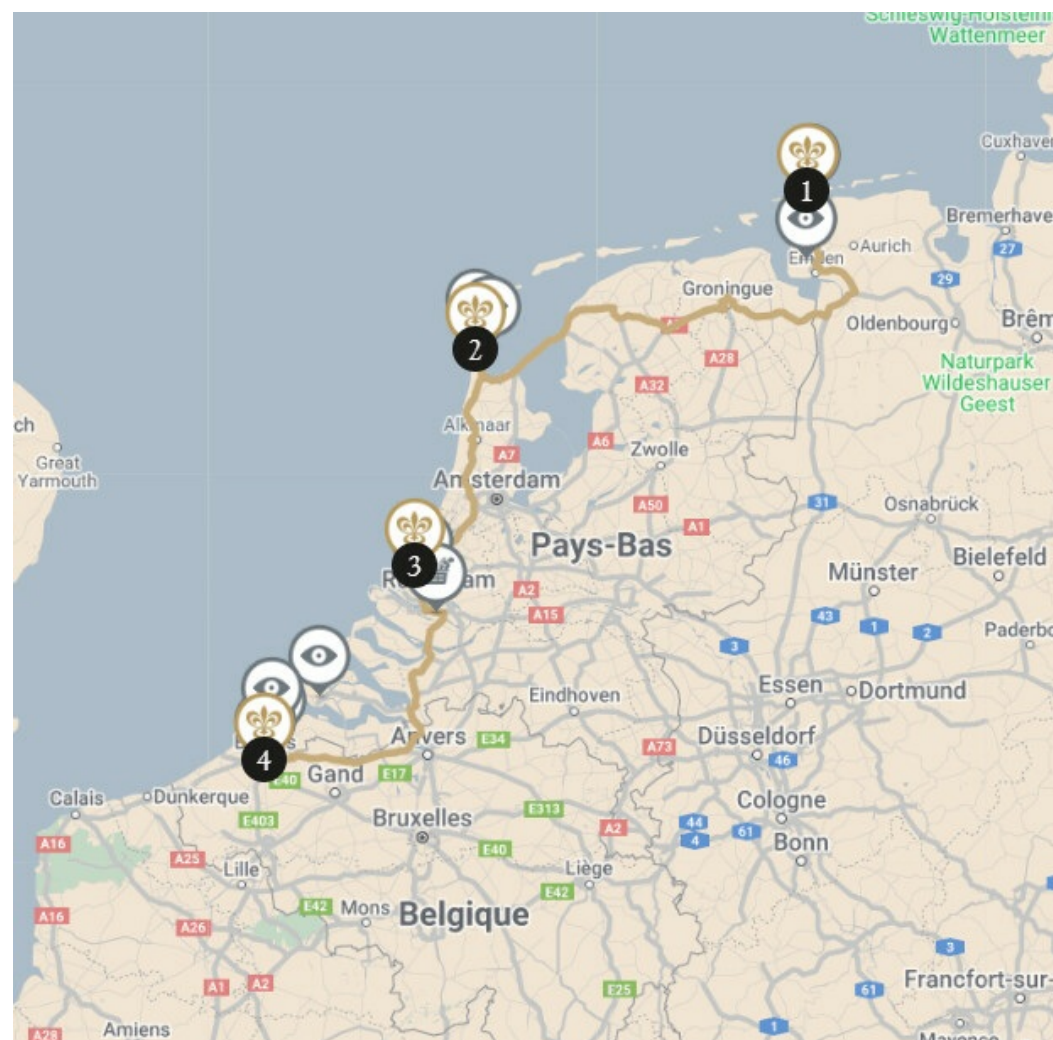 Schleswig-Holstein
Wattenmeer
Cuxhave
1
Bremerhave
Aurich
27
Emden
29
Groningue
Oldenbourg
Brêm
2
A28
Naturpark
Wildeshauser
Geest
A32
ch
Great
Yarmouth
Alkmaar
A7
A6
Zwolle
Amsterdam
A50
A1
31
Osnabrück
Pays-Bas
Bielefeld
3
Münster
A2
A15
43
1
2
Paderbo
3
Eindhoven
Essen
Dortmund
Anvers
E34
A73
Düsseldorf
46
4
E40
Gand
E17
Calais
Dunkerque
E403
E313
Cologne
A16
Bruxelles
A2
44
4
61
Bonn
A25
Lille
E40
Liège
E42
A16
A26
E42
Mons
Belgique
3
A1
A2
E25
61
Francfort-sur-
A28
Amiens
1